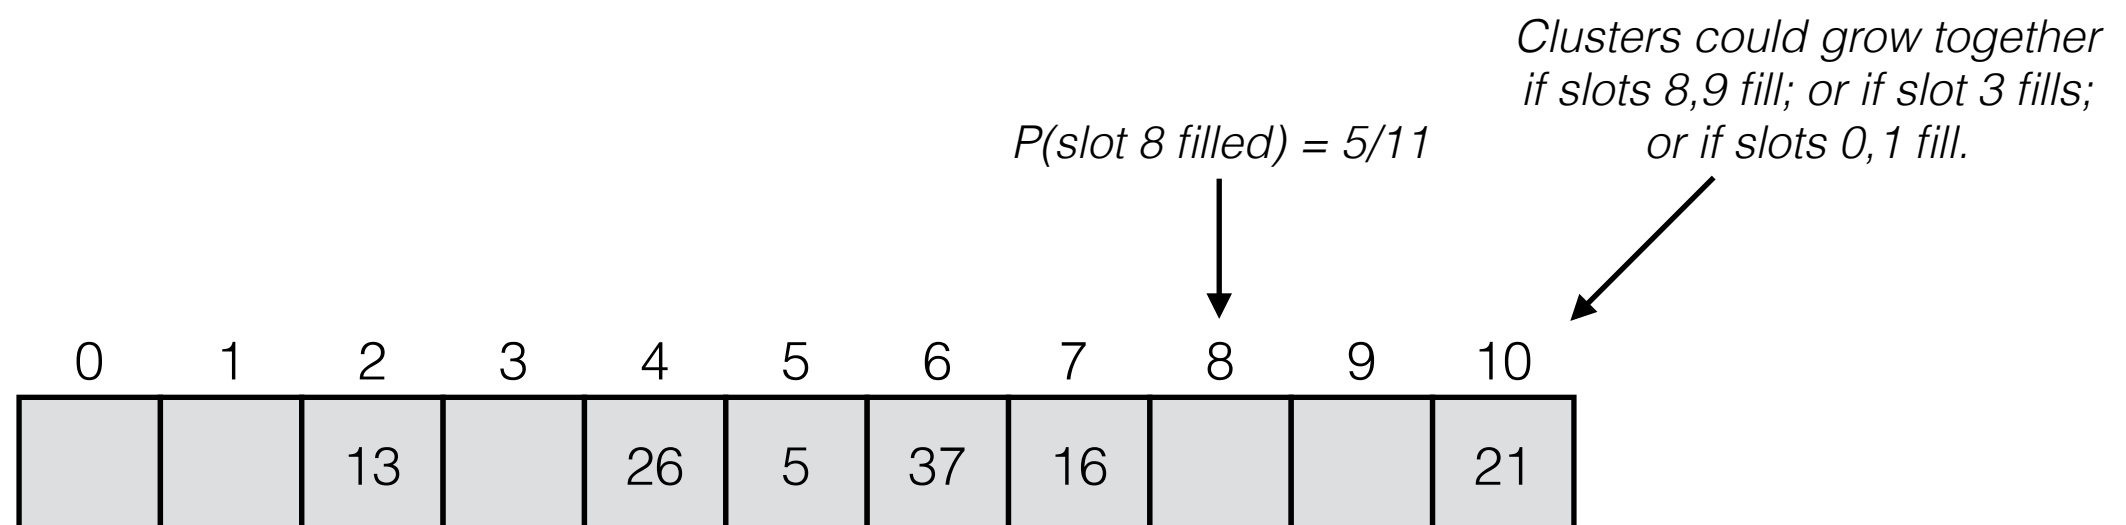 Clusters could grow together
if slots 8,9 fill; or if slot 3 fills;
or if slots 0,1 fill.
P(slot 8 filled) = 5/11
0 1 2 3 4 5 6 7 8 9 10
13 26 5 37 16 21